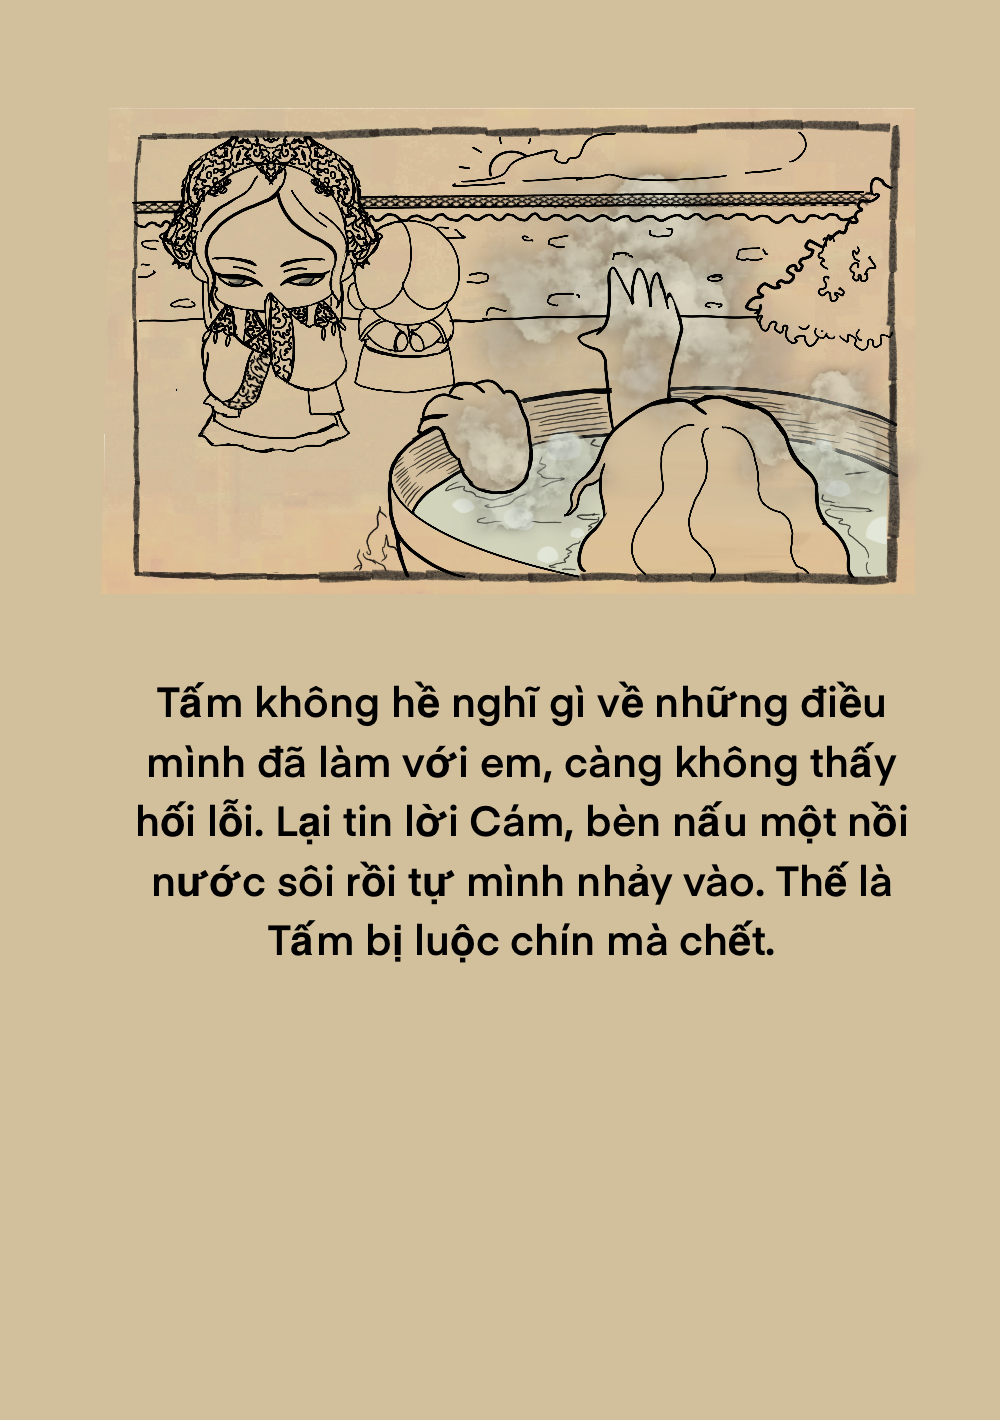 Tấm không hề nghĩ gì về những điều
mình đã làm với em, càng không thấy
hối lỗi. Lại tin lời Cám, bèn nấu một nồi
nước sôi rồi tự mình nhảy vào. Thế là
Tấm bị luộc chín mà chết.